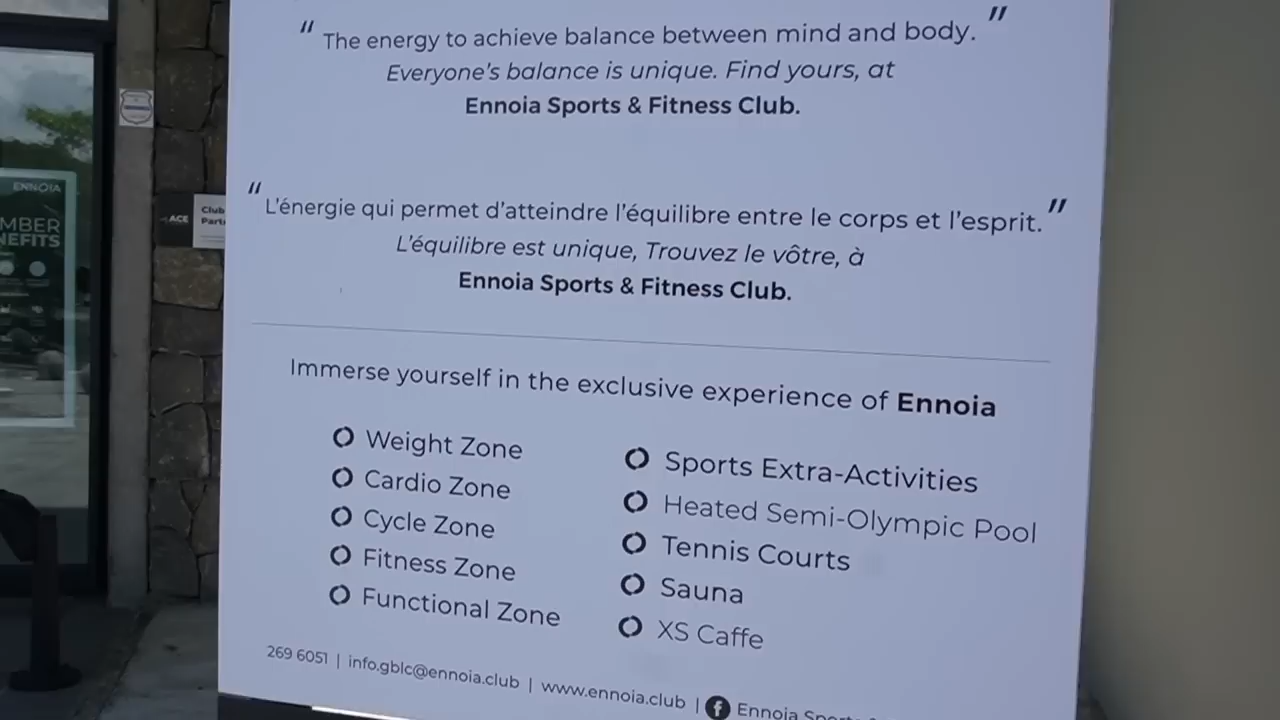 " The energy to achieve balance between mind and body. "
Everyone's balance is unique. Find yours, at
Ennoia Sports & Fitness Club.
" L'énergie qui permet d'atteindre l'équilibre entre le corps et l'esprit. "
L'équilibre est unique, Trouvez le vôtre, à
Ennoia Sports & Fitness Club.
Immerse yourself in the exclusive experience of Ennoia
Weight Zone
Cardio Zone
Cycle Zone
Fitness Zone
Functional Zone
Sports Extra-Activities
Heated Semi-Olympic Pool
Tennis Courts
Sauna
XS Caffe
269 6051 | info.gblc@ennoia.club | www.ennoia.club | f Ennoia
ENNOIA
MBER
NEFITS
ACE
Club
Part